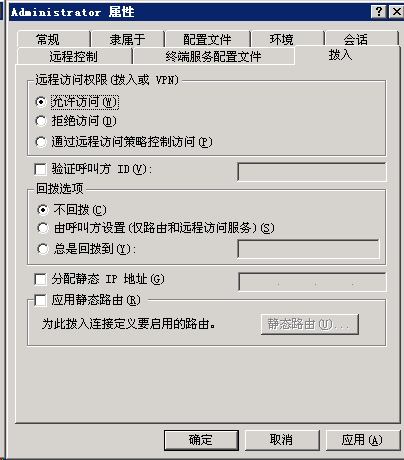 Administrator 属性
常规 隶属于 配置文件 环境 会话
远程控制 终端服务配置文件 拨入
远程访问权限(拨入或 VPN)
允许访问(W)
拒绝访问(D)
通过远程访问策略控制访问(P)
验证呼叫方 ID(V):
回拨选项
不回拨(C)
由呼叫方设置(仅路由和远程访问服务)(S)
总是回拨到(Y):
分配静态 IP 地址(G)
应用静态路由(R)
为此拨入连接定义要启用的路由。
静态路由(U)...
确定 取消 应用(A)